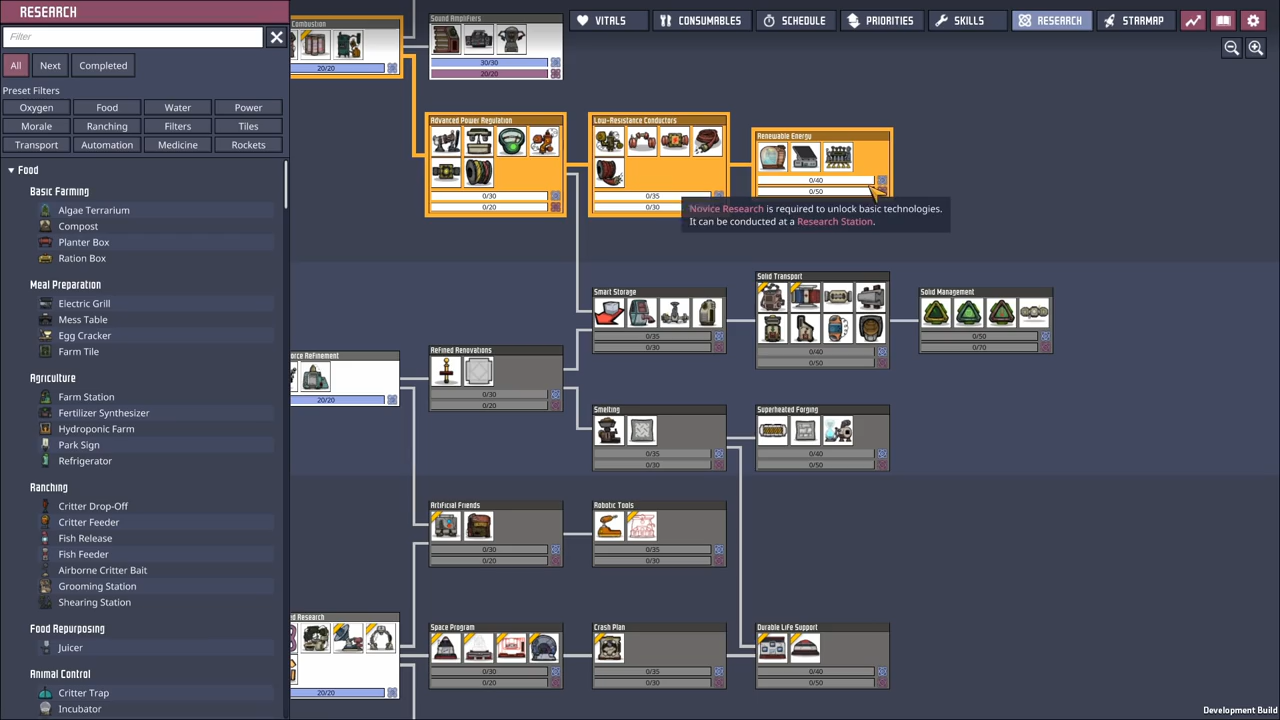 RESEARCH
Filter
All
Next
Completed
Preset Filters
Oxygen
Food
Water
Power
Morale
Ranching
Filters
Tiles
Transport
Automation
Medicine
Rockets
Food
Basic Farming
Algae Terrarium
Compost
Planter Box
Ration Box
Meal Preparation
Electric Grill
Mess Table
Egg Cracker
Farm Tile
Agriculture
Farm Station
Fertilizer Synthesizer
Hydroponic Farm
Park Sign
Refrigerator
Ranching
Critter Drop-Off
Critter Feeder
Fish Release
Fish Feeder
Airborne Critter Bait
Grooming Station
Shearing Station
Food Repurposing
Juicer
Animal Control
Critter Trap
Incubator
VITALS
CONSUMABLES
SCHEDULE
PRIORITIES
SKILLS
RESEARCH
STARMAP
Combustion
20/20
Sound Amplifiers
30/30
20/20
Advanced Power Regulation
0/30
0/20
Low-Resistance Conductors
0/35
0/30
Renewable Energy
0/40
0/50
Novice Research is required to unlock basic technologies.
It can be conducted at a Research Station.
Smart Storage
0/35
0/30
Solid Transport
0/40
0/50
Solid Management
0/50
0/70
orce Refinement
20/20
Refined Renovations
0/30
0/20
Smelting
0/35
0/30
Superheated Forging
0/40
0/50
Artificial Friends
0/30
0/20
Robotic Tools
0/35
0/30
ed Research
20/20
Space Program
0/30
0/20
Crash Plan
0/35
0/30
Durable Life Support
0/40
0/50
Development Build